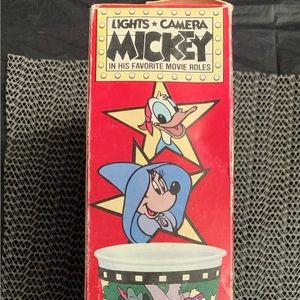 LIGHTS ★ CAMERA
MICKEY
IN HIS FAVORITE MOVIE ROLES